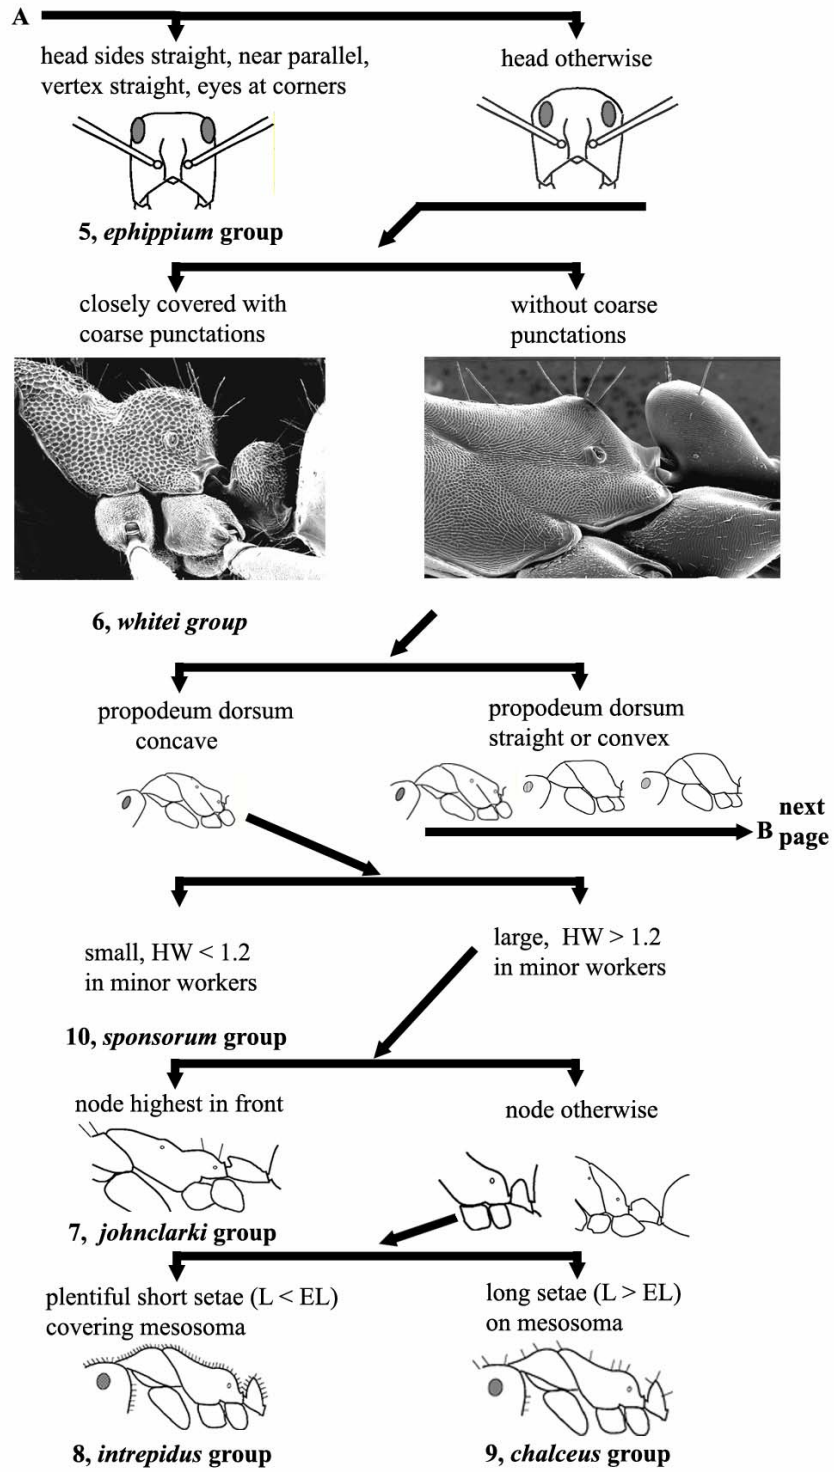 A
head sides straight, near parallel,
vertex straight, eyes at corners
head otherwise
5, ephippium group
closely covered with
coarse punctations
without coarse
punctations
6, whitei group
propodeum dorsum
concave
propodeum dorsum
straight or convex
B next
page
small, HW < 1.2
in minor workers
large, HW > 1.2
in minor workers
10, sponsorum group
node highest in front
node otherwise
7, johnclarki group
plentiful short setae (L < EL)
covering mesosoma
long setae (L > EL)
on mesosoma
8, intrepidus group
9, chalceus group